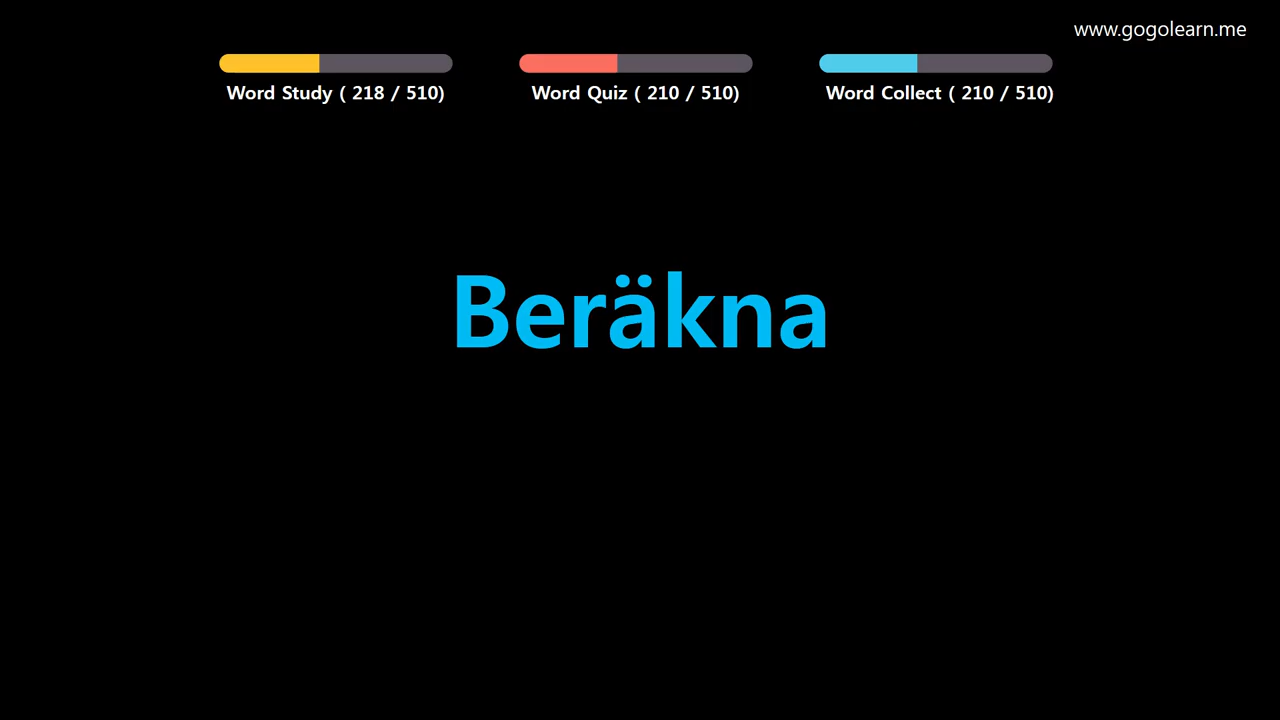 www.gogolearn.me
Word Study ( 218 / 510)
Word Quiz ( 210 / 510)
Word Collect ( 210 / 510)
Beräkna